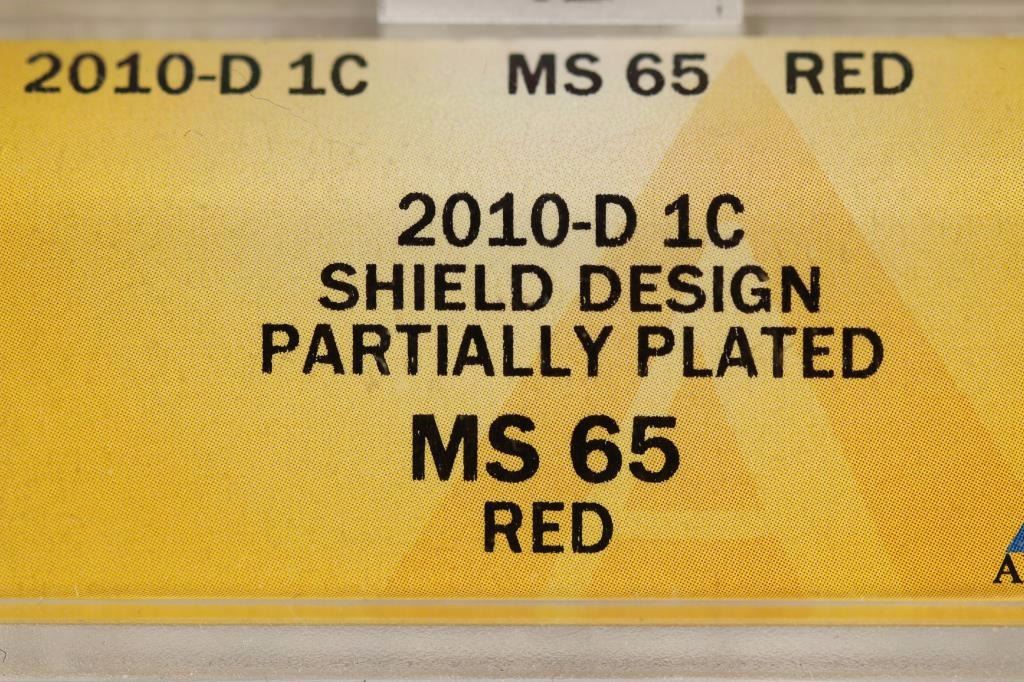 2010-D 1C MS 65 RED
2010-D 1C
SHIELD DESIGN
PARTIALLY PLATED
MS 65
RED
A